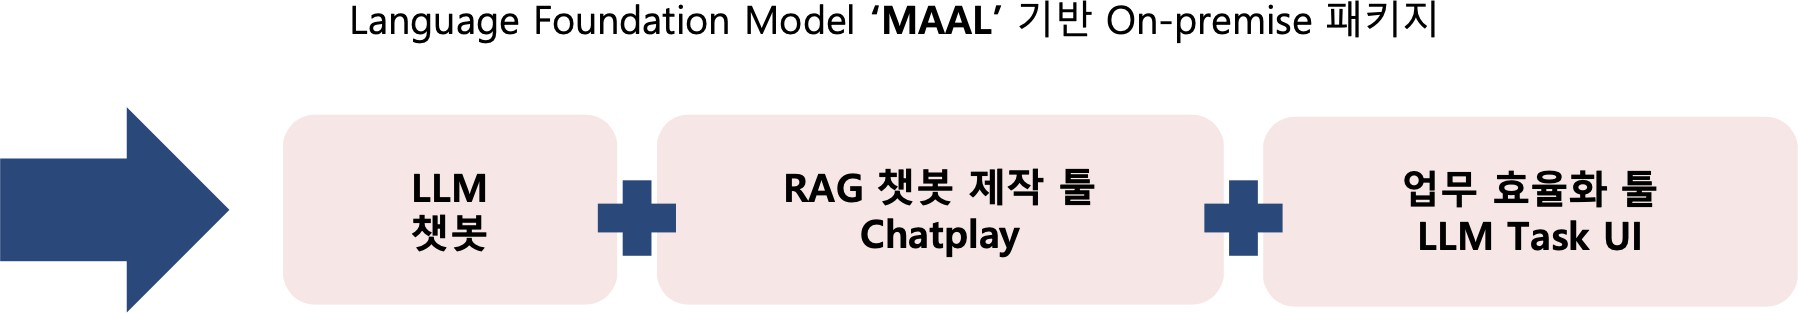 Language Foundation Model ‘MAAL’ 기반 On-premise 패키지
LLM
챗봇
RAG 챗봇 제작 툴
Chatplay
업무 효율화 툴
LLM Task UI